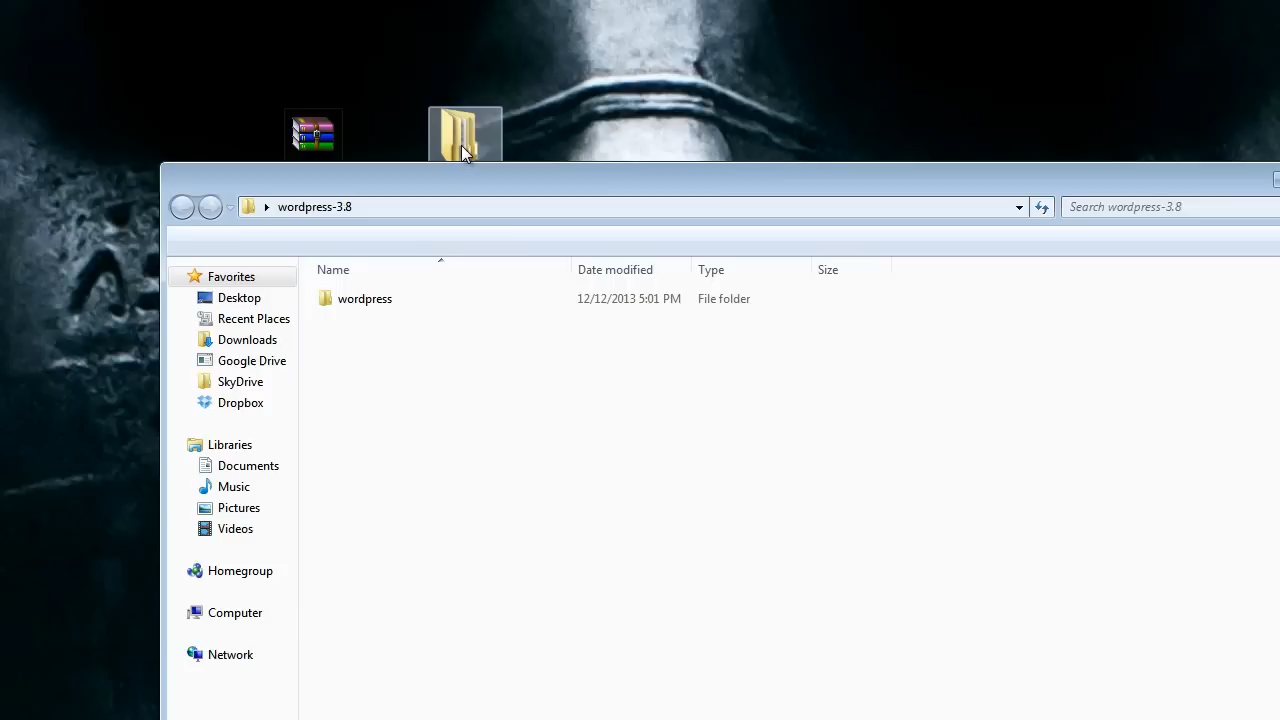 wordpress-3.8
Search wordpress-3.8
Name Date modified Type Size
wordpress 12/12/2013 5:01 PM File folder
Favorites
Desktop
Recent Places
Downloads
Google Drive
SkyDrive
Dropbox
Libraries
Documents
Music
Pictures
Videos
Homegroup
Computer
Network